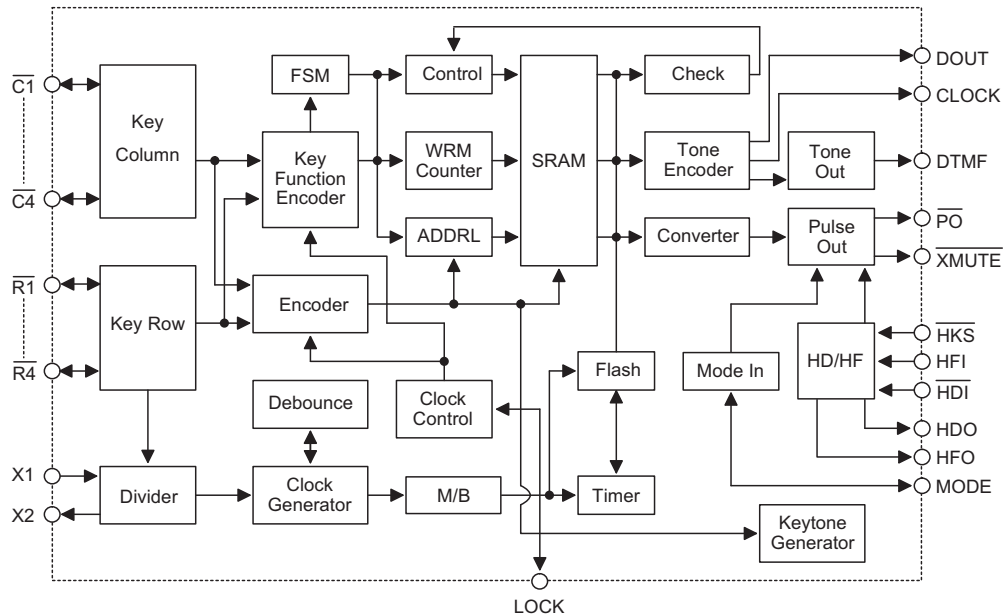 FSM
Control
Check
DOUT
C1
CLOCK
Key
Column
Key
Function
Encoder
WRM
Counter
SRAM
Tone
Encoder
Tone
Out
DTMF
C4
ADDRL
Converter
Pulse
Out
PO
XMUTE
R1
Key Row
Encoder
HD/HF
HKS
HFI
HDI
R4
Debounce
Clock
Control
Flash
Mode In
HDO
HFO
X1
X2
Divider
Clock
Generator
M/B
Timer
MODE
Keytone
Generator
LOCK